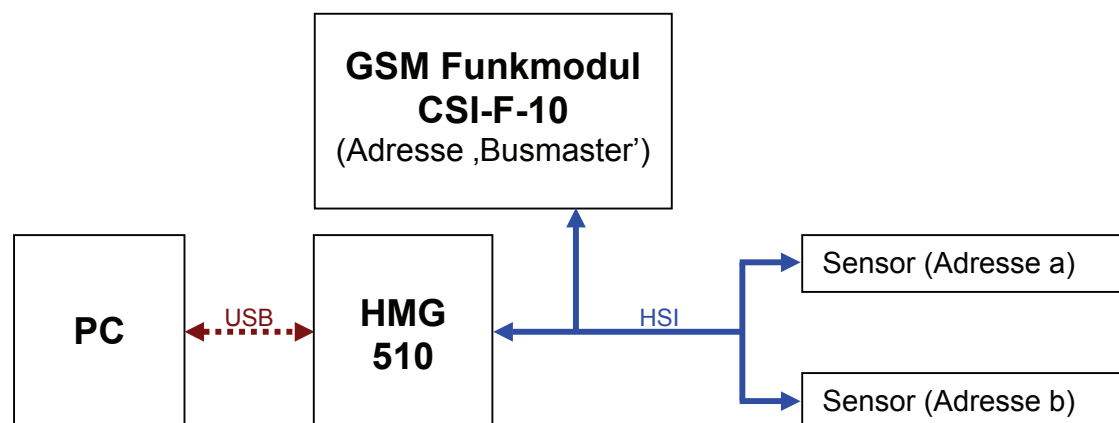 GSM Funkmodul
CSI-F-10
(Adresse ‚Busmaster’)
PC
USB
HMG
510
HSI
Sensor (Adresse a)
Sensor (Adresse b)